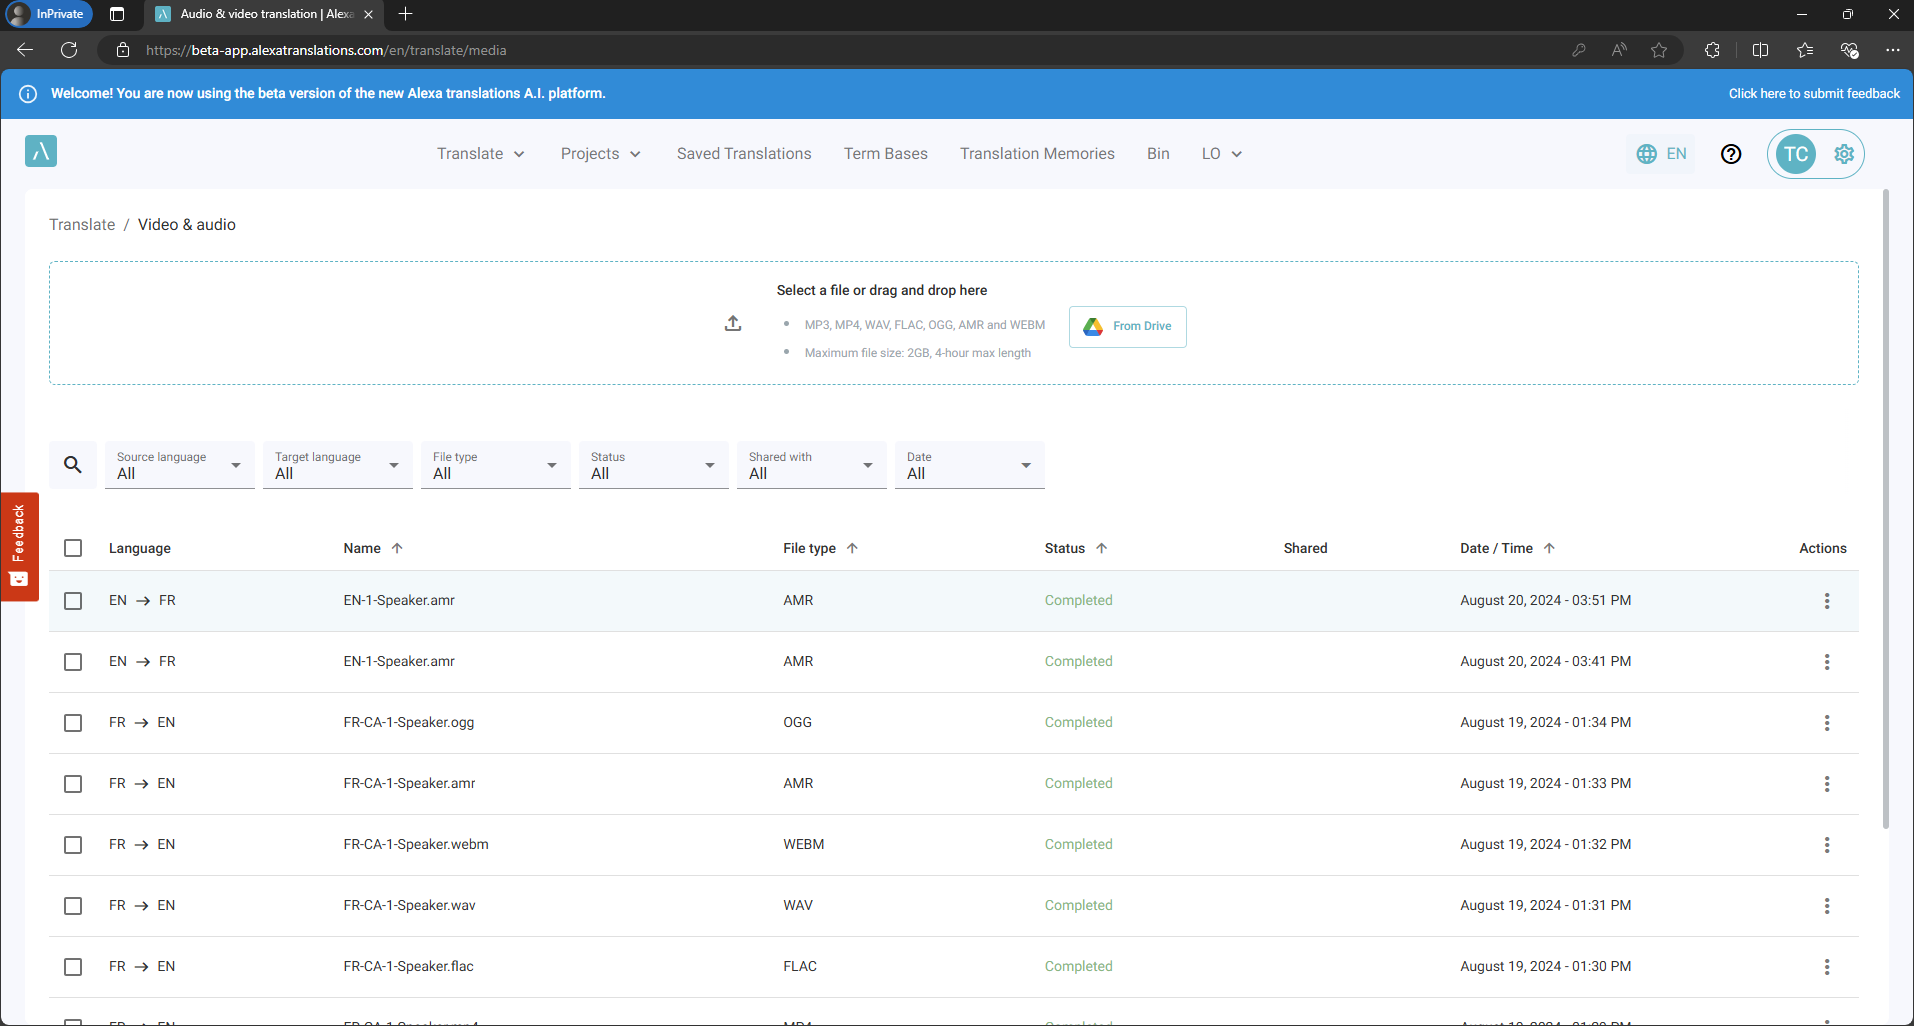 InPrivate
Audio & video translation | Alexa
https://beta-app.alexatranslations.com/en/translate/media
Welcome! You are now using the beta version of the new Alexa translations A.I. platform.
Click here to submit feedback
Translate Projects Saved Translations Term Bases Translation Memories Bin LO
EN
TC
Translate / Video & audio
Select a file or drag and drop here
• MP3, MP4, WAV, FLAC, OGG, AMR and WEBM
• Maximum file size: 2GB, 4-hour max length
From Drive
Source language
All
Target language
All
File type
All
Status
All
Shared with
All
Date
All
Feedback
Language Name File type Status Shared Date / Time Actions
EN → FR EN-1-Speaker.amr AMR Completed August 20, 2024 - 03:51 PM
EN → FR EN-1-Speaker.amr AMR Completed August 20, 2024 - 03:41 PM
FR → EN FR-CA-1-Speaker.ogg OGG Completed August 19, 2024 - 01:34 PM
FR → EN FR-CA-1-Speaker.amr AMR Completed August 19, 2024 - 01:33 PM
FR → EN FR-CA-1-Speaker.webm WEBM Completed August 19, 2024 - 01:32 PM
FR → EN FR-CA-1-Speaker.wav WAV Completed August 19, 2024 - 01:31 PM
FR → EN FR-CA-1-Speaker.flac FLAC Completed August 19, 2024 - 01:30 PM